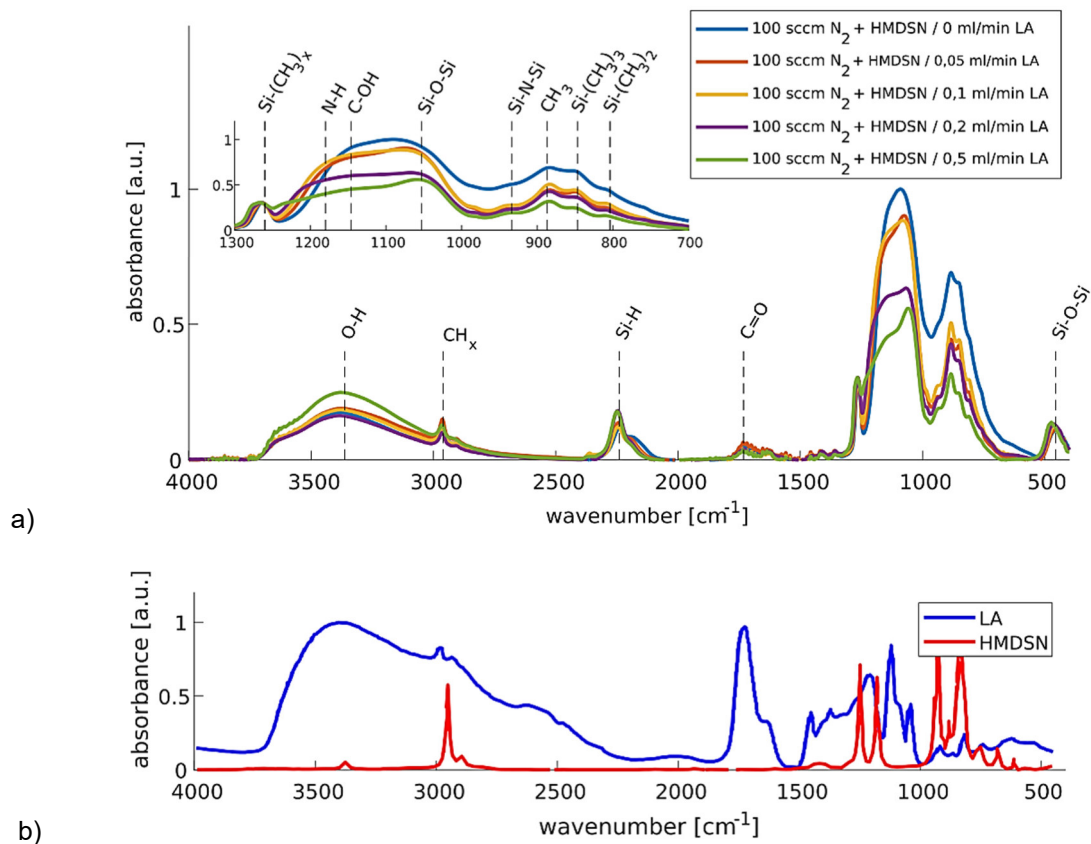 100 sccm N2 + HMDSN / 0 ml/min LA
100 sccm N2 + HMDSN / 0,05 ml/min LA
100 sccm N2 + HMDSN / 0,1 ml/min LA
100 sccm N2 + HMDSN / 0,2 ml/min LA
100 sccm N2 + HMDSN / 0,5 ml/min LA
Si-(CH3)x
N-H
C-OH
Si-O-Si
Si-N-Si
CH3
Si-(CH3)3
Si-(CH3)2
1
0.5
0
1300
1200
1100
1000
900
800
700
absorbance [a.u.]
1
0.5
0
O-H
CHx
Si-H
C=O
Si-O-Si
4000
3500
3000
2500
2000
1500
1000
500
wavenumber [cm-1]
a)
absorbance [a.u.]
1
0.5
0
LA
HMDSN
4000
3500
3000
2500
2000
1500
1000
500
wavenumber [cm-1]
b)